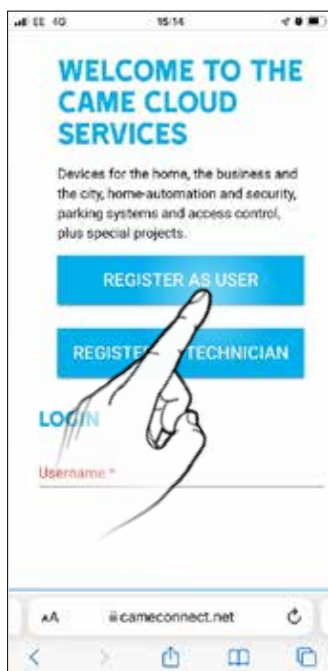 EE 4G 15:14
WELCOME TO THE
CAME CLOUD
SERVICES
Devices for the home, the business and
the city, home-automation and security,
parking systems and access control,
plus special projects.
REGISTER AS USER
REGISTER TECHNICIAN
LOGIN
Username *
AA cameconnect.net